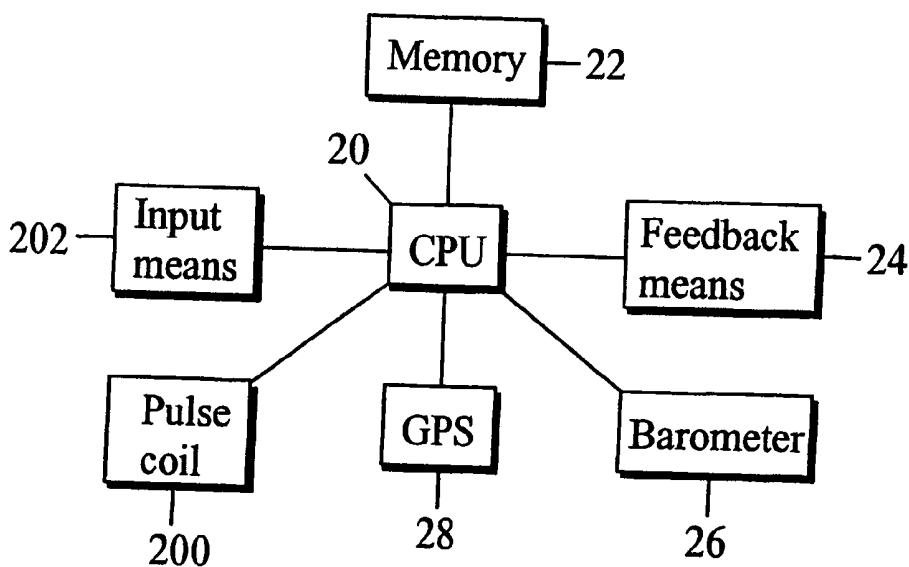 Memory
22
20
Input
means
202
CPU
Feedback
means
24
Pulse
coil
200
GPS
28
Barometer
26